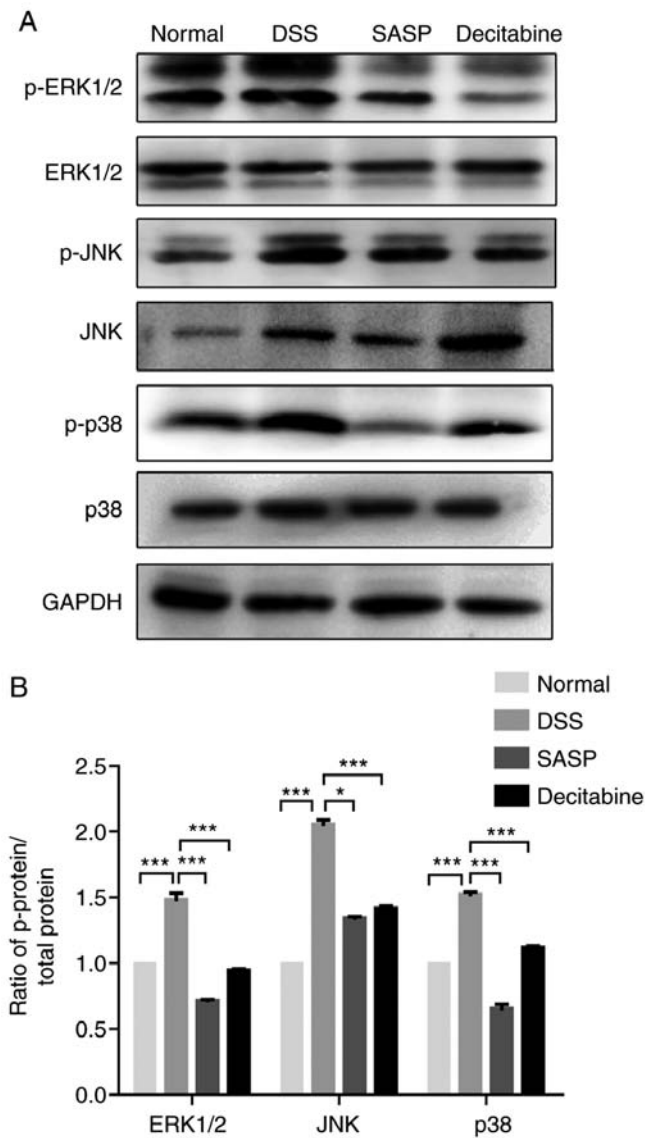 A
Normal DSS SASP Decitabine
p-ERK1/2
ERK1/2
p-JNK
JNK
p-p38
p38
GAPDH
B
Normal
DSS
SASP
Decitabine
Ratio of p-protein/
total protein
2.5
2.0
1.5
1.0
0.5
0.0
*** *** ***
*** * ***
*** *** ***
ERK1/2 JNK p38